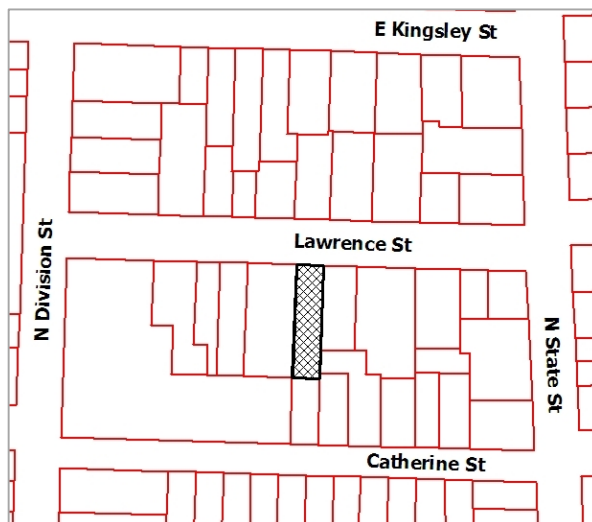 E Kingsley St
Lawrence St
N Division St
N State St
Catherine St